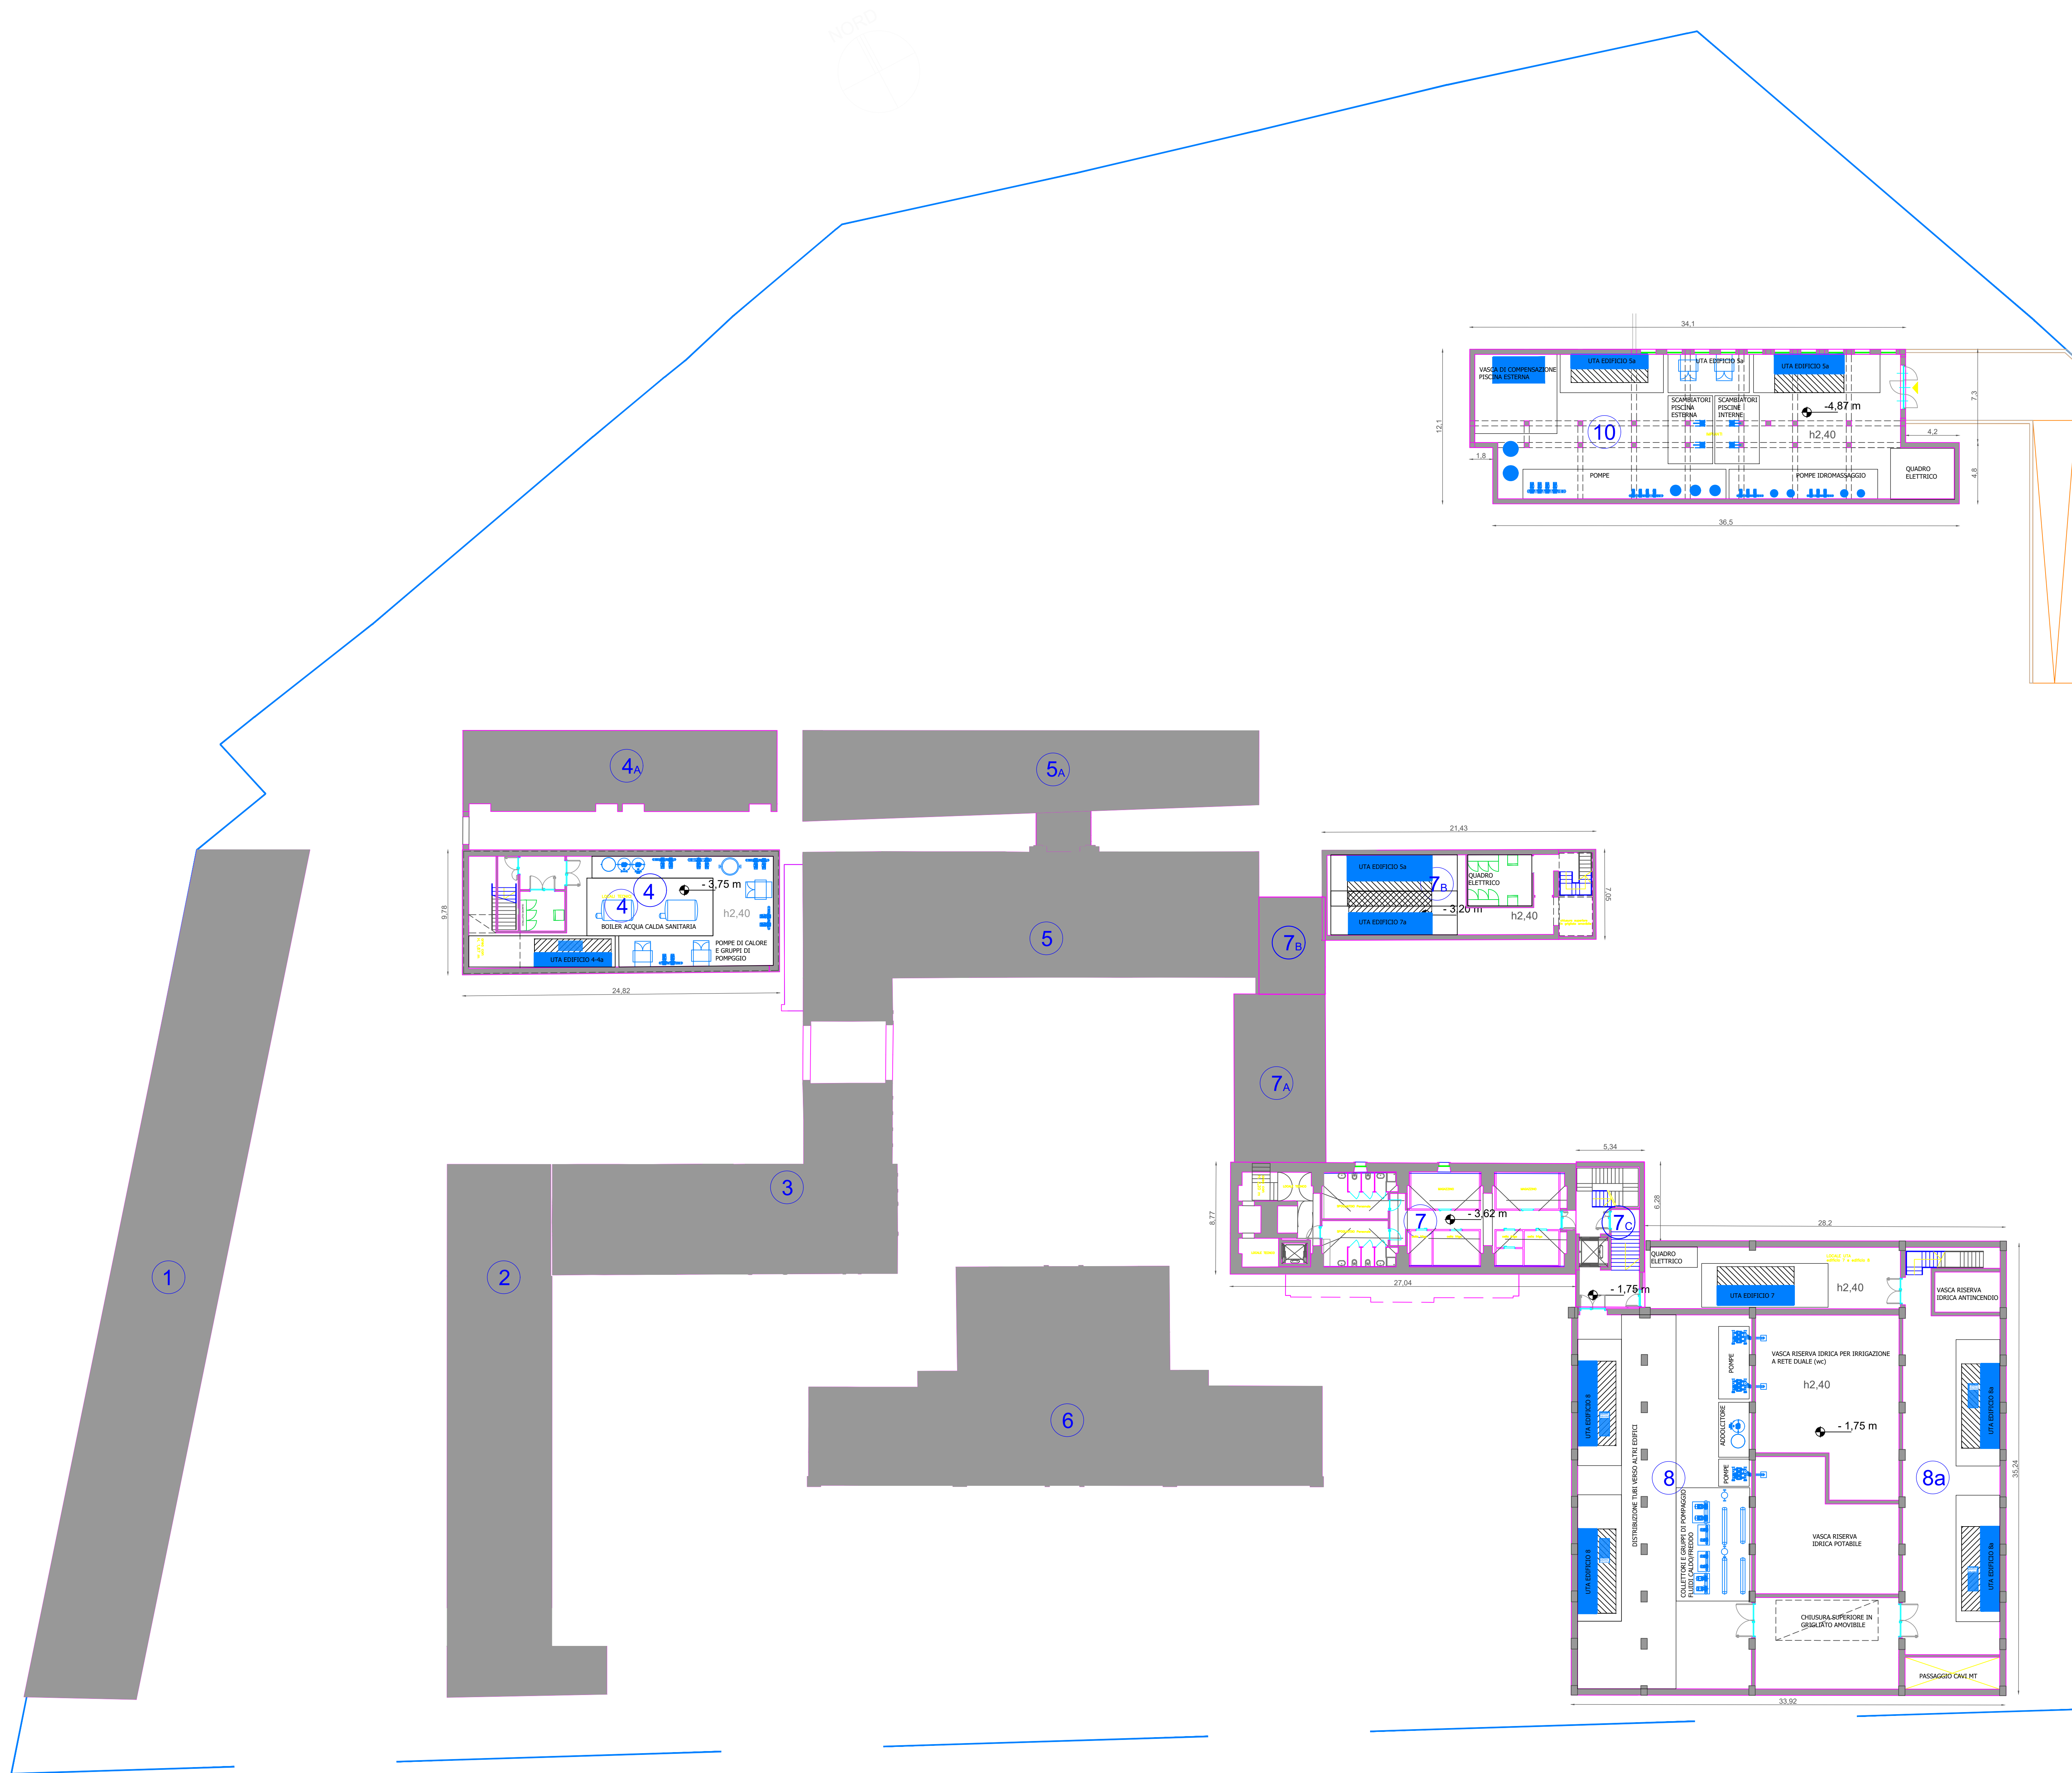 NORD
34,1
UTA EDIFICIO 5a
UTA EDIFICIO 5a
UTA EDIFICIO 5a
VASCA DI COMPENSAZIONE
PISCINA ESTERNA
SCAMBIATORI
PISCINA
ESTERNA
SCAMBIATORI
PISCINE
INTERNE
-4,87 m
h2,40
10
12,1
7,3
4,2
1,8
4,8
POMPE
POMPE IDROMASSAGGIO
QUADRO
ELETTRICO
36,5
4A
5A
21,43
UTA EDIFICIO 5a
QUADRO
ELETTRICO
7B
- 3,20 m
h2,40
UTA EDIFICIO 7a
7,05
9,78
4
4
- 3,75 m
h2,40
BOILER ACQUA CALDA SANITARIA
POMPE DI CALORE
E GRUPPI DI
POMPGGIO
UTA EDIFICIO 4-4a
24,82
5
7B
7A
3
5,34
6,28
8,77
7
- 3,62 m
7C
28,2
27,04
QUADRO
ELETTRICO
- 1,75 m
UTA EDIFICIO 7
h2,40
VASCA RISERVA
IDRICA ANTINCENDIO
1
2
6
POMPE
VASCA RISERVA IDRICA PER IRRIGAZIONE
A RETE DUALE (wc)
h2,40
- 1,75 m
UTA EDIFICIO 8
ADDOLCITORE
UTA EDIFICIO 8a
DISTRIBUZIONE TUBI VERSO ALTRI EDIFICI
POMPE
8
8a
35,24
COLLETTORI E GRUPPI DI POMPAGGIO
FLUIDI CALDO/FREDDO
VASCA RISERVA
IDRICA POTABILE
UTA EDIFICIO 8
UTA EDIFICIO 8a
CHIUSURA SUPERIORE IN
GRIGLIATO AMOVIBILE
PASSAGGIO CAVI MT
33,92